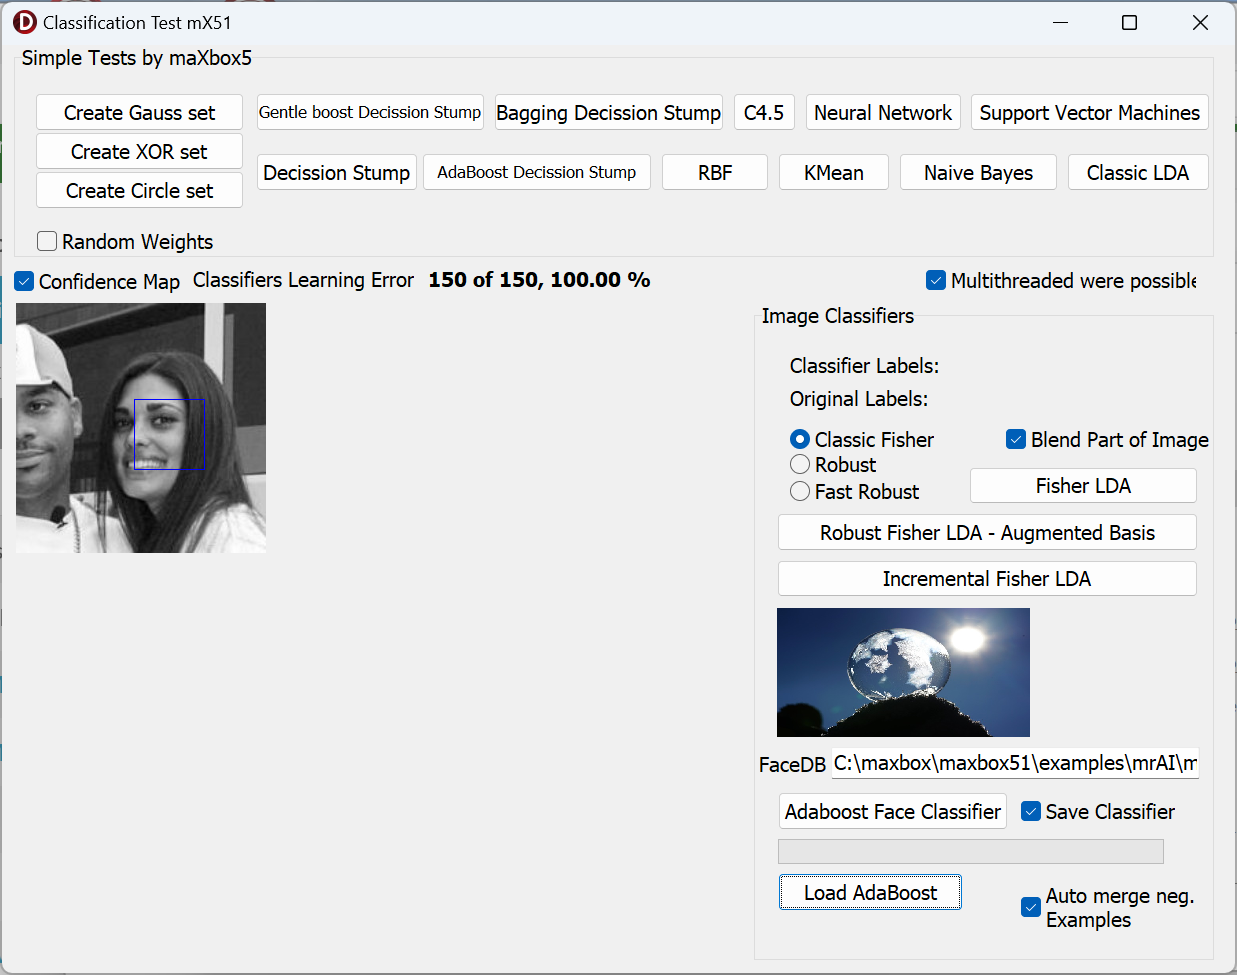 Classification Test mX51
Simple Tests by maXbox5
Create Gauss set
Gentle boost Decission Stump
Bagging Decission Stump
C4.5
Neural Network
Support Vector Machines
Create XOR set
Decission Stump
AdaBoost Decission Stump
RBF
KMean
Naive Bayes
Classic LDA
Create Circle set
Random Weights
Confidence Map
Classifiers Learning Error
150 of 150, 100.00 %
Multithreaded were possible
Image Classifiers
Classifier Labels:
Original Labels:
Classic Fisher
Blend Part of Image
Robust
Fast Robust
Fisher LDA
Robust Fisher LDA - Augmented Basis
Incremental Fisher LDA
FaceDB
C:\maxbox\maxbox51\examples\mrAI\m
Adaboost Face Classifier
Save Classifier
Load AdaBoost
Auto merge neg.
Examples